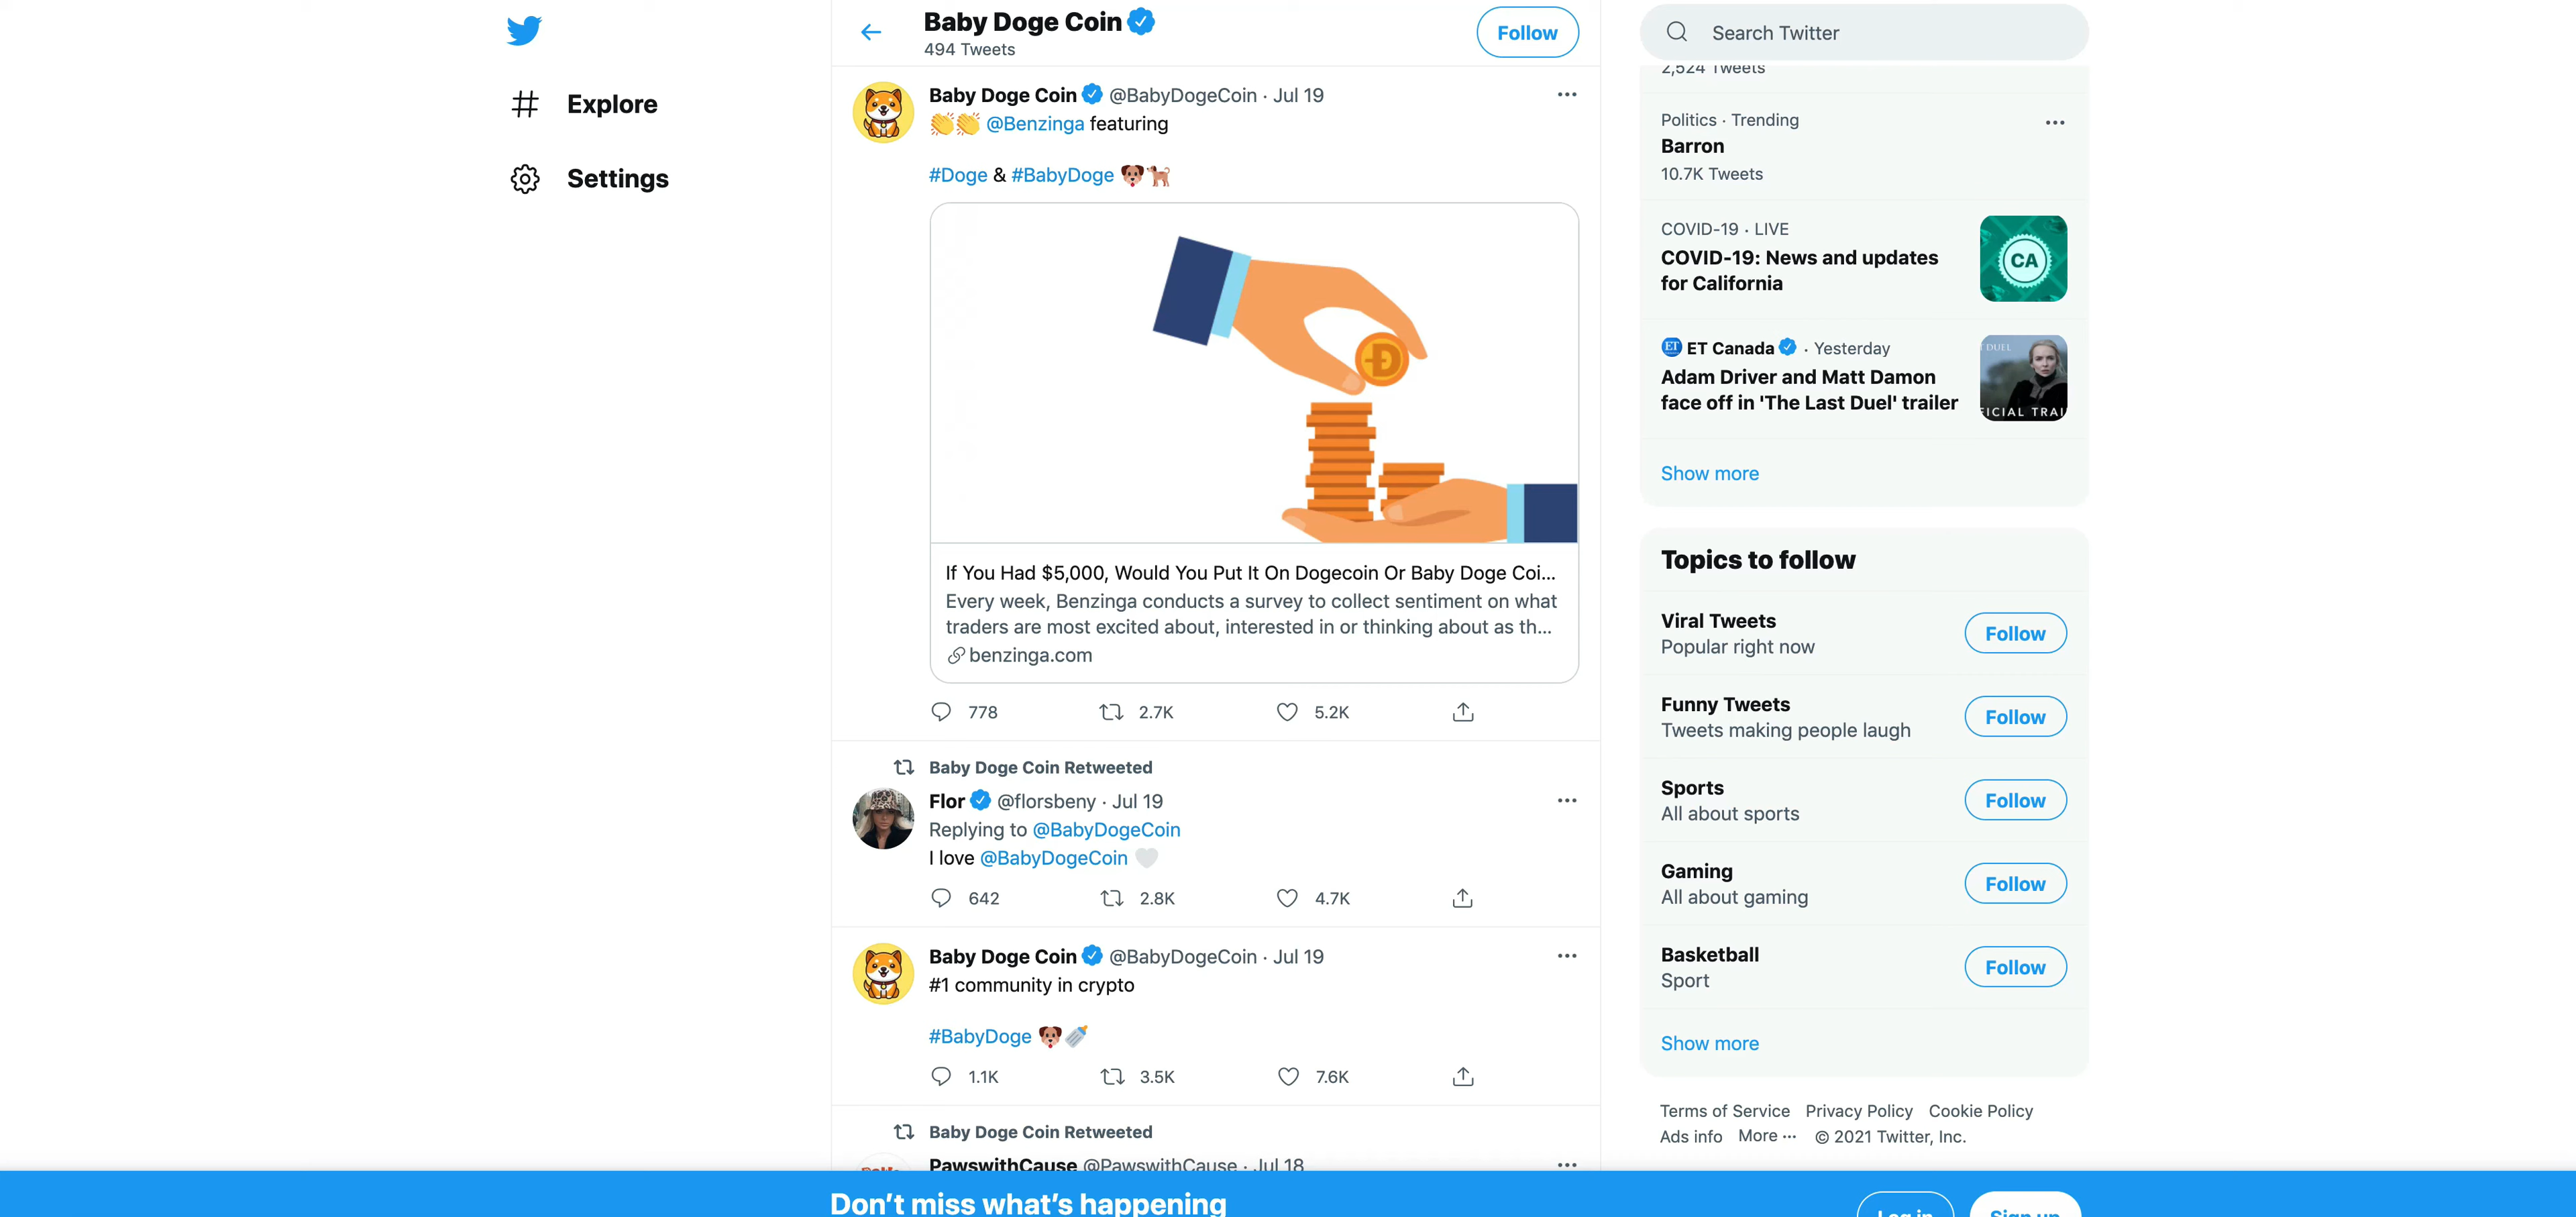 Explore
Settings
Baby Doge Coin
494 Tweets
Follow
Baby Doge Coin @BabyDogeCoin · Jul 19
👏👏 @Benzinga featuring
#Doge & #BabyDoge 🐶🐕
If You Had $5,000, Would You Put It On Dogecoin Or Baby Doge Coi...
Every week, Benzinga conducts a survey to collect sentiment on what
traders are most excited about, interested in or thinking about as th...
benzinga.com
778 2.7K 5.2K
Baby Doge Coin Retweeted
Flor @florsbeny · Jul 19
Replying to @BabyDogeCoin
I love @BabyDogeCoin 🤍
642 2.8K 4.7K
Baby Doge Coin @BabyDogeCoin · Jul 19
#1 community in crypto
#BabyDoge 🐶🍼
1.1K 3.5K 7.6K
Baby Doge Coin Retweeted
PawswithCause @PawswithCause · Jul 18
Search Twitter
2,524 Tweets
Politics · Trending
Barron
10.7K Tweets
COVID-19 · LIVE
COVID-19: News and updates
for California
CA
ET ET Canada · Yesterday
Adam Driver and Matt Damon
face off in 'The Last Duel' trailer
DUEL
ICIAL TRAI
Show more
Topics to follow
Viral Tweets
Popular right now
Follow
Funny Tweets
Tweets making people laugh
Follow
Sports
All about sports
Follow
Gaming
All about gaming
Follow
Basketball
Sport
Follow
Show more
Terms of Service Privacy Policy Cookie Policy
Ads info More ··· © 2021 Twitter, Inc.
Don't miss what's happening
Log in Sign up